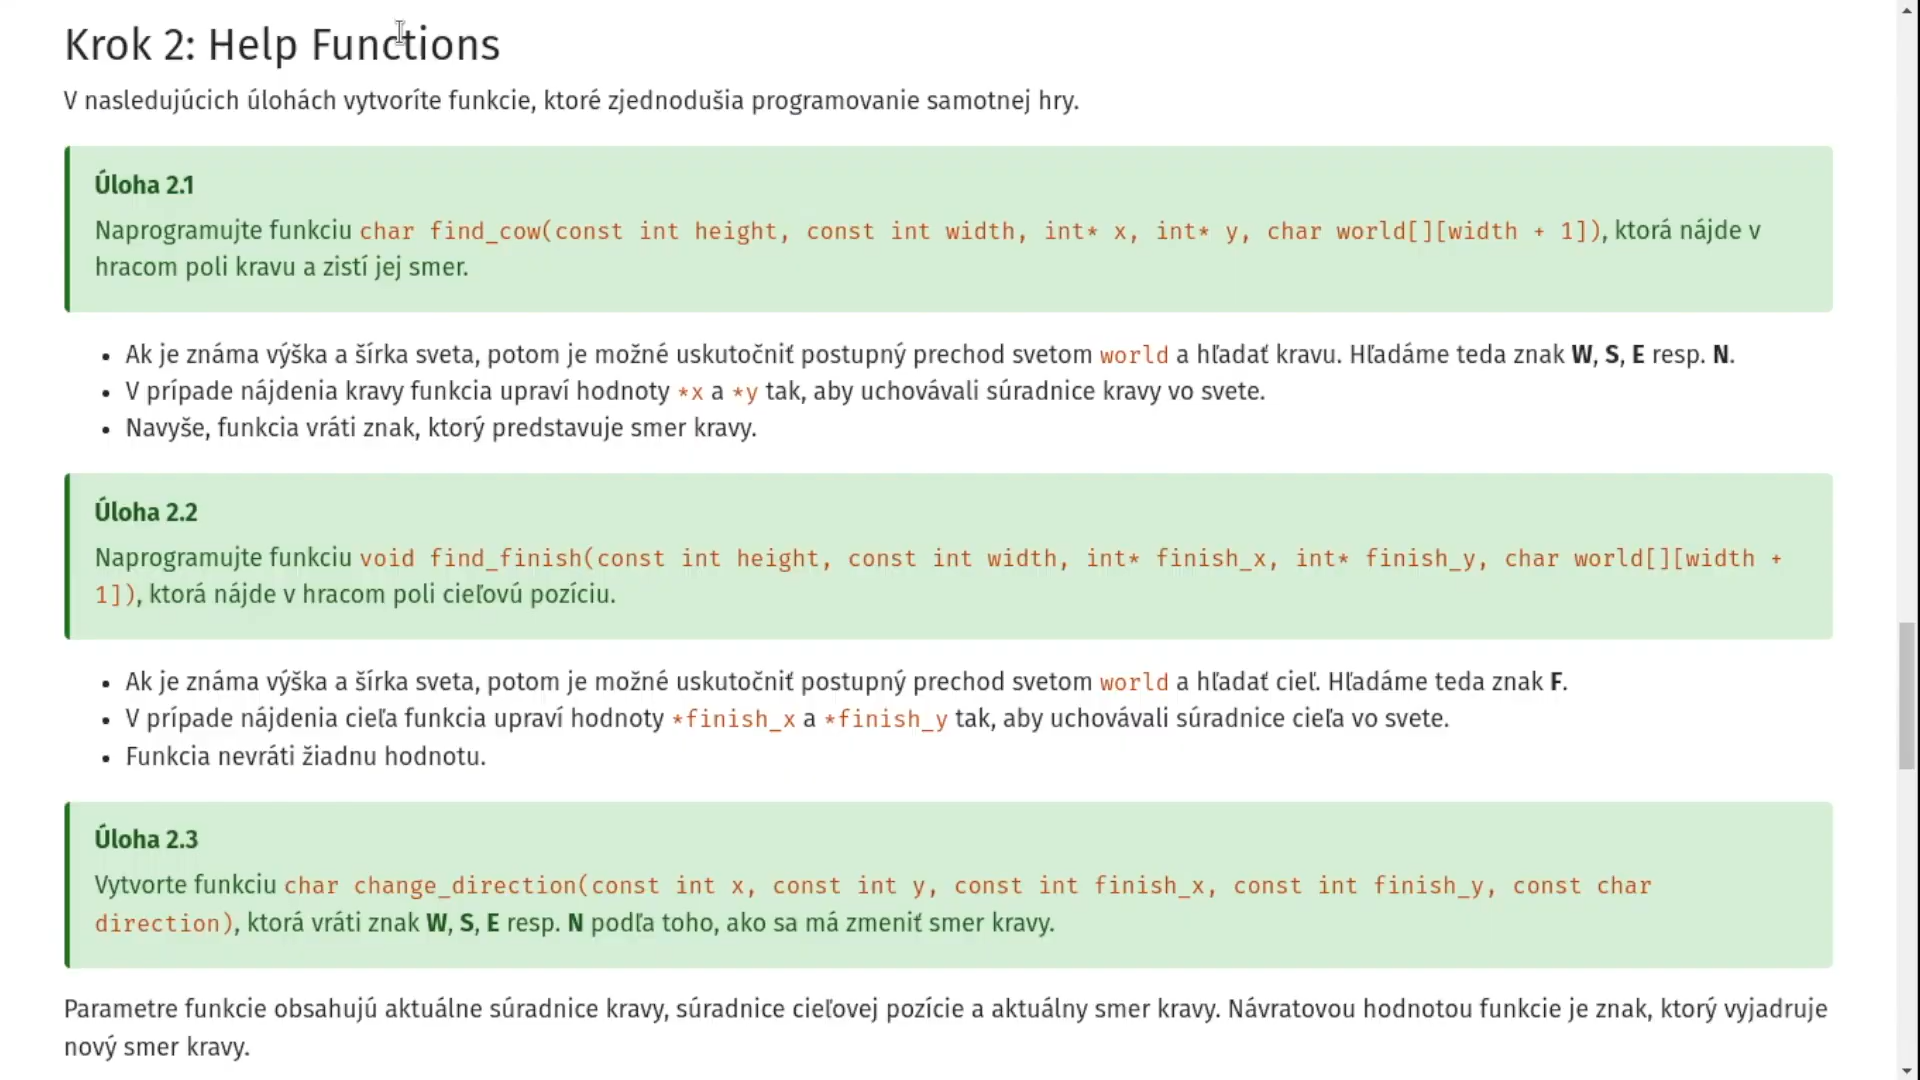 Krok 2: Help Functions
V nasledujúcich úlohách vytvoríte funkcie, ktoré zjednodušia programovanie samotnej hry.
Úloha 2.1
Naprogramujte funkciu char find_cow(const int height, const int width, int* x, int* y, char world[][width + 1]), ktorá nájde v
hracom poli kravu a zistí jej smer.
• Ak je známa výška a šírka sveta, potom je možné uskutočniť postupný prechod svetom world a hľadať kravu. Hľadáme teda znak W, S, E resp. N.
• V prípade nájdenia kravy funkcia upraví hodnoty *x a *y tak, aby uchovávali súradnice kravy vo svete.
• Navyše, funkcia vráti znak, ktorý predstavuje smer kravy.
Úloha 2.2
Naprogramujte funkciu void find_finish(const int height, const int width, int* finish_x, int* finish_y, char world[][width +
1]), ktorá nájde v hracom poli cieľovú pozíciu.
• Ak je známa výška a šírka sveta, potom je možné uskutočniť postupný prechod svetom world a hľadať cieľ. Hľadáme teda znak F.
• V prípade nájdenia cieľa funkcia upraví hodnoty *finish_x a *finish_y tak, aby uchovávali súradnice cieľa vo svete.
• Funkcia nevráti žiadnu hodnotu.
Úloha 2.3
Vytvorte funkciu char change_direction(const int x, const int y, const int finish_x, const int finish_y, const char
direction), ktorá vráti znak W, S, E resp. N podľa toho, ako sa má zmeniť smer kravy.
Parametre funkcie obsahujú aktuálne súradnice kravy, súradnice cieľovej pozície a aktuálny smer kravy. Návratovou hodnotou funkcie je znak, ktorý vyjadruje
nový smer kravy.